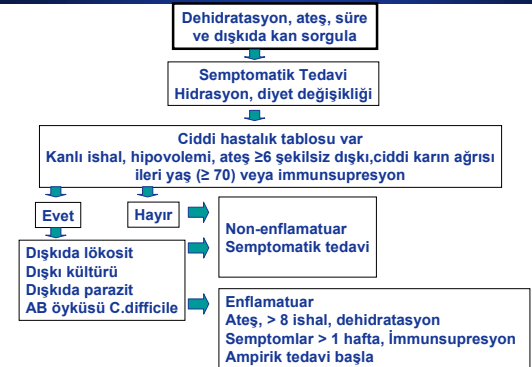 Dehidratasyon, ateş, süre
ve dışkıda kan sorgula
Semptomatik Tedavi
Hidrasyon, diyet değişikliği
Ciddi hastalık tablosu var
Kanlı ishal, hipovolemi, ateş ≥6 şekilsiz dışkı,ciddi karın ağrısı
ileri yaş (≥ 70) veya immunsupresyon
Evet
Hayır
Non-enflamatuar
Semptomatik tedavi
Dışkıda lökosit
Dışkı kültürü
Dışkıda parazit
AB öyküsü C.difficile
Enflamatuar
Ateş, > 8 ishal, dehidratasyon
Semptomlar > 1 hafta, İmmunsupresyon
Ampirik tedavi başla